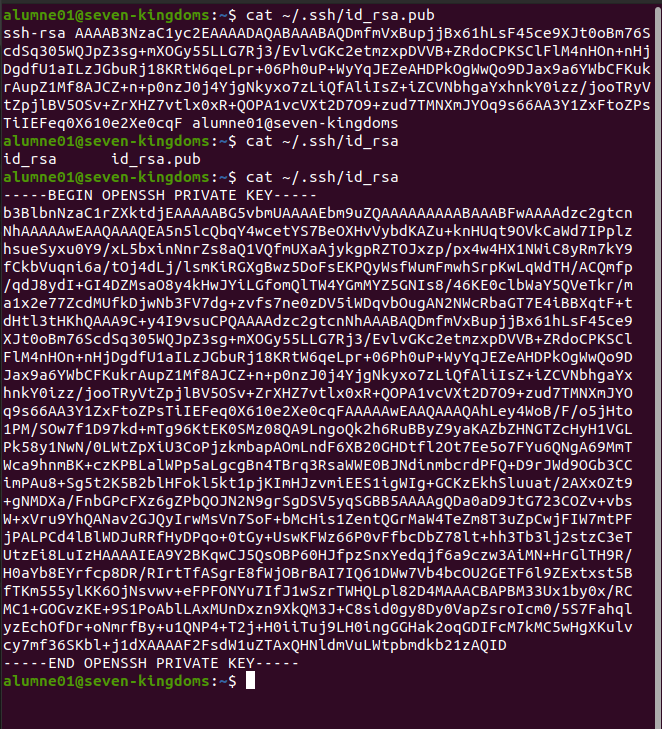 alumne01@seven-kingdoms:~$ cat ~/.ssh/id_rsa.pub
ssh-rsa AAAAB3NzaC1yc2EAAAADAQABAAABAQDmfmVxBupjjBx61hLsF45ce9XJt0oBm76S
cdSq305WQJpZ3sg+mXOGy55LLG7Rj3/EvlvGKc2etmzxpDVVB+ZRdoCPKSClFlM4nHOn+nHj
DgdfU1aILzJGbuRj18KRtW6qeLpr+06Ph0uP+WyYqJEZeAHDPkOgWwQo9DJax9a6YWbCFKuk
rAupZ1Mf8AJCZ+n+p0nzJ0j4YjgNkyxo7zLiQfAliIsZ+iZCVNbhgaYxhnkY0izz/jooTRyV
tZpjlBV5OSv+ZrXHZ7vtlx0xR+QOPA1vcVXt2D7O9+zud7TMNXmJYOq9s66AA3Y1ZxFtoZPs
TiIEFeq0X610e2Xe0cqF alumne01@seven-kingdoms
alumne01@seven-kingdoms:~$ cat ~/.ssh/id_rsa
id_rsa      id_rsa.pub
alumne01@seven-kingdoms:~$ cat ~/.ssh/id_rsa
-----BEGIN OPENSSH PRIVATE KEY-----
b3BlbnNzaC1rZXktdjEAAAAABG5vbmUAAAAEbm9uZQAAAAAAAAABAAABFwAAAAdzc2gtcn
NhAAAAAwEAAQAAAQEA5n5lcQbqY4wcetYS7BeOXHvVybdKAZu+knHUqt9OVkCaWd7IPplz
hsueSyxu0Y9/xL5bxinNnrZs8aQ1VQfmUXaAjykgpRZTOJxzp/px4w4HX1NWiC8yRm7kY9
fCkbVuqni6a/tOj4dLj/lsmKiRGXgBwz5DoFsEKPQyWsfWumFmwhSrpKwLqWdTH/ACQmfp
/qdJ8ydI+GI4DZMsaO8y4kHwJYiLGfomQlTW4YGmMYZ5GNIs8/46KE0clbWaY5QVeTkr/m
a1x2e77ZcdMUfkDjwNb3FV7dg+zvfs7ne0zDV5iWDqvbOugAN2NWcRbaGT7E4iBBXqtF+t
dHtl3tHKhQAAA9C+y4I9vsuCPQAAAAdzc2gtcnNhAAABAQDmfmVxBupjjBx61hLsF45ce9
XJt0oBm76ScdSq305WQJpZ3sg+mXOGy55LLG7Rj3/EvlvGKc2etmzxpDVVB+ZRdoCPKSCl
FlM4nHOn+nHjDgdfU1aILzJGbuRj18KRtW6qeLpr+06Ph0uP+WyYqJEZeAHDPkOgWwQo9D
Jax9a6YWbCFKukrAupZ1Mf8AJCZ+n+p0nzJ0j4YjgNkyxo7zLiQfAliIsZ+iZCVNbhgaYx
hnkY0izz/jooTRyVtZpjlBV5OSv+ZrXHZ7vtlx0xR+QOPA1vcVXt2D7O9+zud7TMNXmJYO
q9s66AA3Y1ZxFtoZPsTiIEFeq0X610e2Xe0cqFAAAAAwEAAQAAAQAhLey4WoB/F/o5jHto
1PM/SOw7f1D97kd+mTg96KtEK0SMz08QA9LngoQk2h6RuBByZ9yaKAZbZHNGTZcHyH1VGL
Pk58y1NwN/0LWtZpXiU3CoPjzkmbapAOmLndF6XB20GHDtfl2Ot7Ee5o7FYu6QNgA69MmT
Wca9hnmBK+czKPBLalWPp5aLgcgBn4TBrq3RsaWWE0BJNdinmbcrdPFQ+D9rJWd9OGb3CC
imPAu8+Sg5t2K5B2blHFokl5kt1pjKImHJzvmiEES1igWIg+GCKzEkhSluuat/2AXxOZt9
+gNMDXa/FnbGPcFXz6gZPbQOJN2N9grSgDSV5yqSGBB5AAAAgQDa0aD9JtG723COZv+vbs
W+xVru9YhQANav2GJQyIrwMsVn7SoF+bMcHis1ZentQGrMaW4TeZm8T3uZpCwjFIW7mtPF
jPALPCd4lBlWDJuRRfHyDPqo+0tGy+UswKFWz66P0vFfbcDbZ78lt+hh3Tb3lj2stzC3eT
UtzEi8LuIzHAAAAIEA9Y2BKqwCJ5QsOBP60HJfpzSnxYedqjf6a9czw3AiMN+HrGlTH9R/
H0aYb8EYrfcp8DR/RIrtTfASgrE8fWjOBrBAI7IQ61DWw7Vb4bcOU2GETF6l9ZExtxst5B
fTKm555ylKK6OjNsvwv+eFPFONYu7IfJ1wSzrTWHQLpl82D4MAAACBAPBM33Ux1by0x/RC
MC1+GOGvzKE+9S1PoAblLAxMUnDxzn9XkQM3J+C8sid0gy8Dy0VapZsroIcm0/5S7Fahql
yzEchOfDr+oNmrfBy+u1QNP4+T2j+H0iiTuj9LH0ingGGHak2oqGDIFcM7kMC5wHgXKulv
cy7mf36SKbl+j1dXAAAAF2FsdW1uZTAxQHNldmVuLWtpbmdkb21zAQID
-----END OPENSSH PRIVATE KEY-----
alumne01@seven-kingdoms:~$